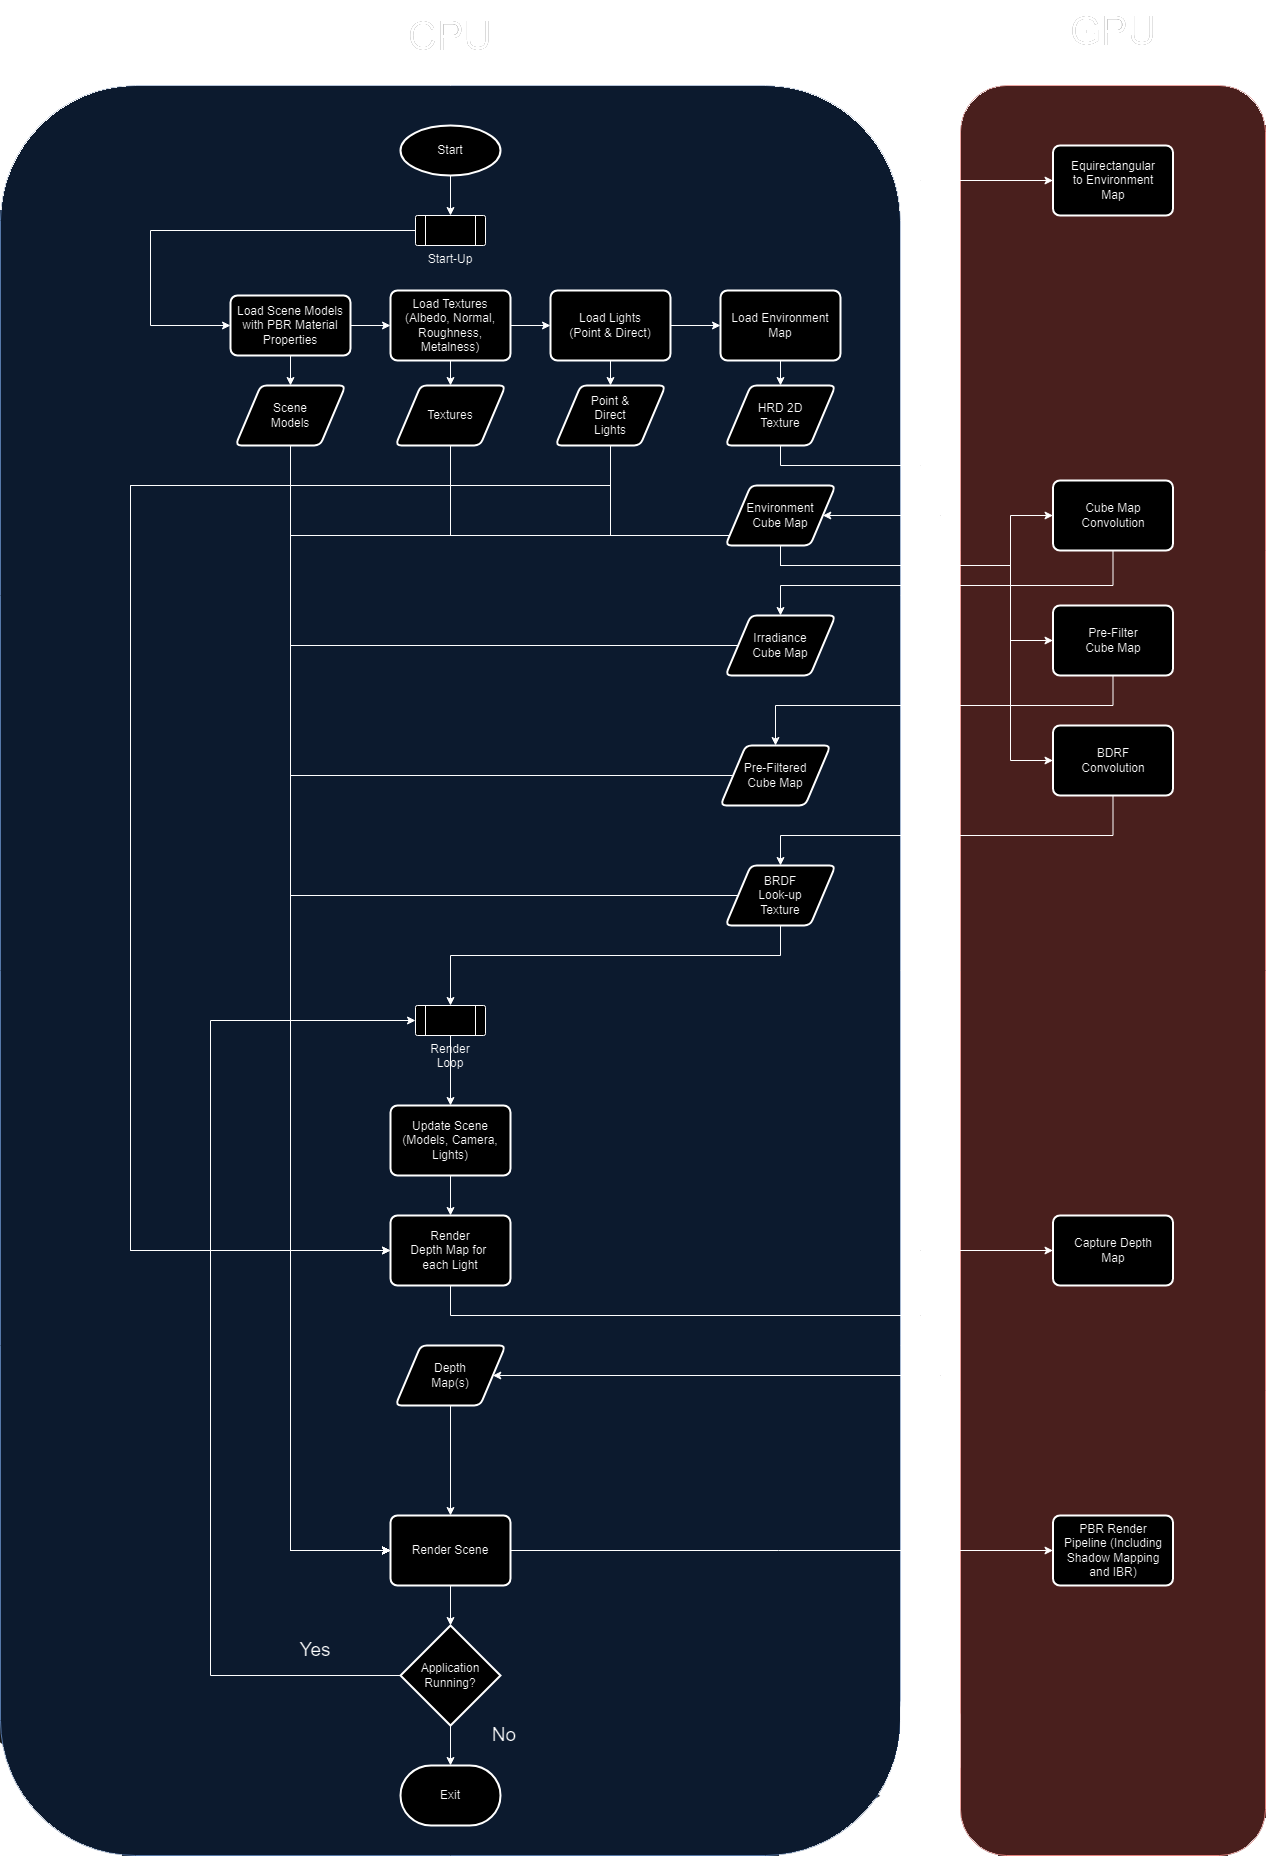 CPU
GPU
Start
Equirectangular
to Environment
Map
Start-Up
Load Scene Models
with PBR Material
Properties
Load Textures
(Albedo, Normal,
Roughness,
Metalness)
Load Lights
(Point & Direct)
Load Environment
Map
Scene
Models
Textures
Point &
Direct
Lights
HRD 2D
Texture
Environment
Cube Map
Cube Map
Convolution
Irradiance
Cube Map
Pre-Filter
Cube Map
Pre-Filtered
Cube Map
BDRF
Convolution
BRDF
Look-up
Texture
Render
Loop
Update Scene
(Models, Camera,
Lights)
Render
Depth Map for
each Light
Capture Depth
Map
Depth
Map(s)
Render Scene
PBR Render
Pipeline (Including
Shadow Mapping
and IBR)
Yes
Application
Running?
No
Exit